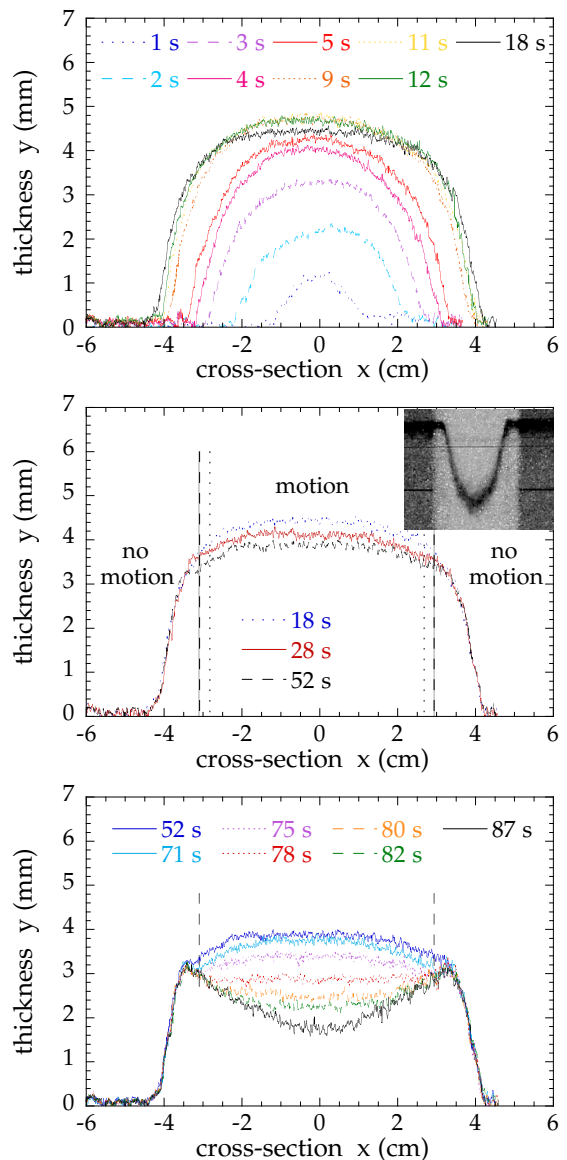 7
1 s 3 s 5 s 11 s 18 s
2 s 4 s 9 s 12 s
6
5
4
3
2
1
0
thickness y (mm)
-6 -4 -2 0 2 4 6
cross-section x (cm)
7
6
5
motion
4
no motion
no motion
3
2
18 s
28 s
52 s
1
0
thickness y (mm)
-6 -4 -2 0 2 4 6
cross-section x (cm)
7
52 s 75 s 80 s 87 s
71 s 78 s 82 s
6
5
4
3
2
1
0
thickness y (mm)
-6 -4 -2 0 2 4 6
cross-section x (cm)